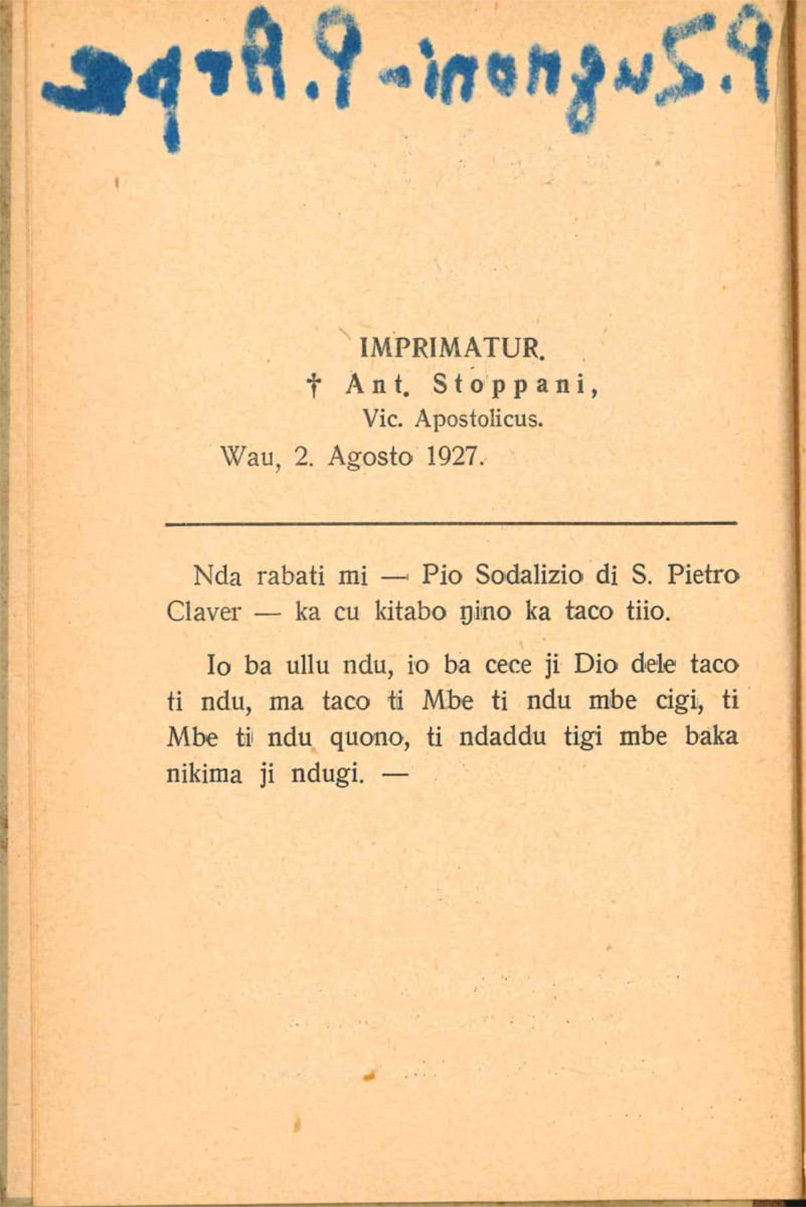 P. Zugnoni - P. Arpe
IMPRIMATUR.
† Ant. Stoppani,
Vic. Apostolicus.
Wau, 2. Agosto 1927.
Nda rabati mi — Pio Sodalizio di S. Pietro
Claver — ka cu kitabo ŋino ka taco tiio.
Io ba ullu ndu, io ba cece ji Dio dele taco
ti ndu, ma taco ti Mbe ti ndu mbe cigi, ti
Mbe ti ndu quono, ti ndaddu tigi mbe baka
nikima ji ndugi. —